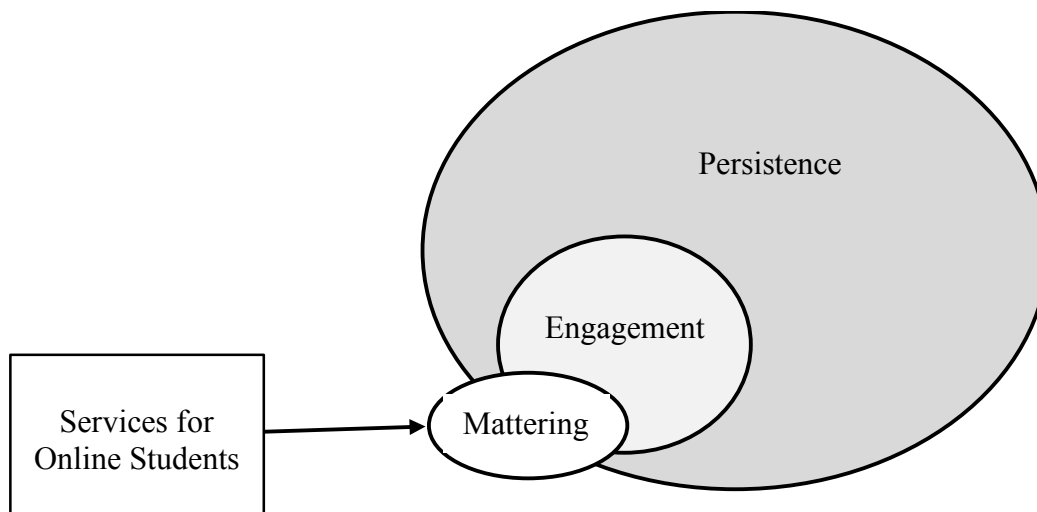 Persistence
Engagement
Mattering
Services for
Online Students